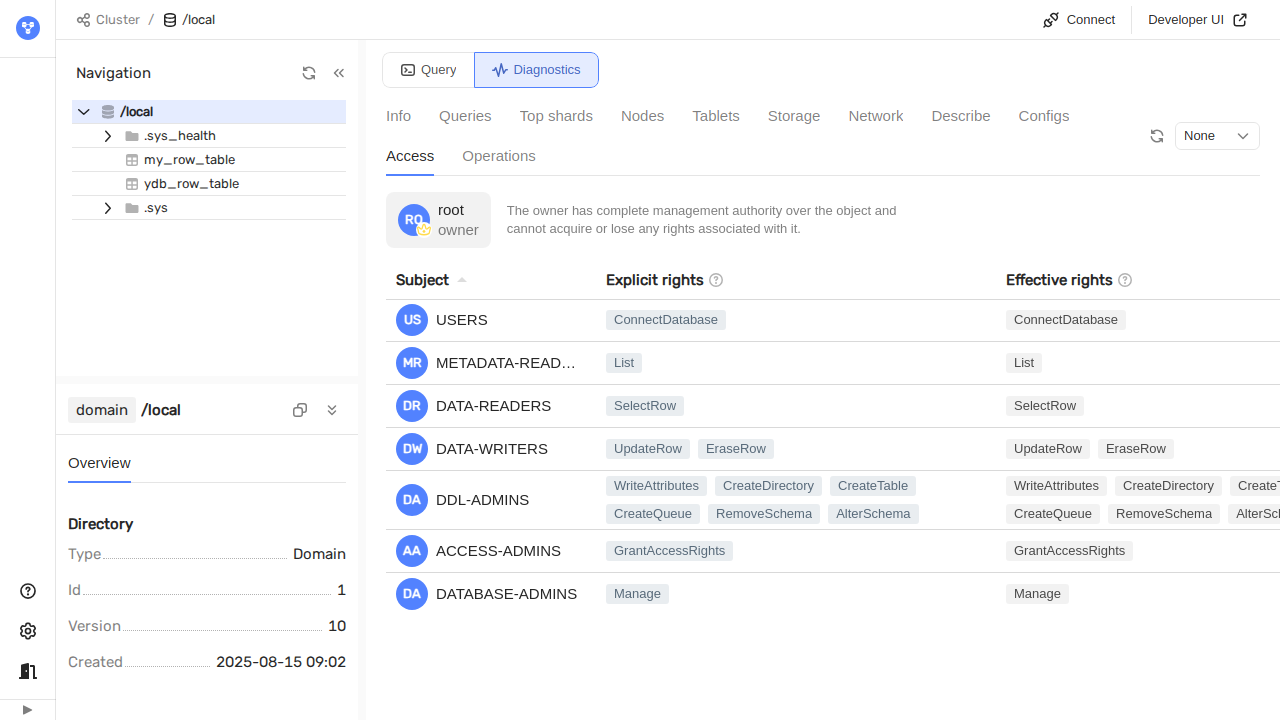 Cluster / /local
Connect
Developer UI
Navigation
/local
.sys_health
my_row_table
ydb_row_table
.sys
domain /local
Overview
Directory
Type Domain
Id 1
Version 10
Created 2025-08-15 09:02
Query
Diagnostics
Info Queries Top shards Nodes Tablets Storage Network Describe Configs
Access Operations
None
RO
root
owner
The owner has complete management authority over the object and
cannot acquire or lose any rights associated with it.
Subject Explicit rights Effective rights
US USERS ConnectDatabase ConnectDatabase
MR METADATA-READ… List List
DR DATA-READERS SelectRow SelectRow
DW DATA-WRITERS UpdateRow EraseRow UpdateRow EraseRow
DA DDL-ADMINS
WriteAttributes CreateDirectory CreateTable WriteAttributes CreateDirectory
CreateQueue RemoveSchema AlterSchema CreateQueue RemoveSchema
AA ACCESS-ADMINS GrantAccessRights GrantAccessRights
DA DATABASE-ADMINS Manage Manage